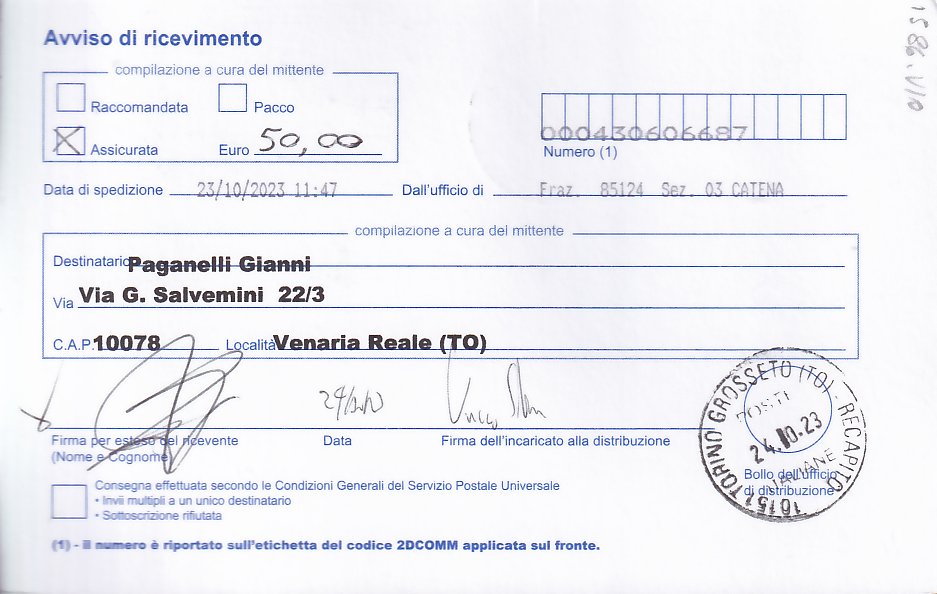 Avviso di ricevimento
compilazione a cura del mittente
Raccomandata Pacco
Assicurata Euro 50,00
000430606687
Numero (1)
Data di spedizione 23/10/2023 11:47 Dall'ufficio di Fraz. 85124 Sez. 03 CATENA
compilazione a cura del mittente
Destinatario Paganelli Gianni
Via Via G. Salvemini 22/3
C.A.P. 10078 Località Venaria Reale (TO)
Firma per esteso del ricevente Data Firma dell'incaricato alla distribuzione
(Nome e Cognome)
Bollo dell'ufficio
di distribuzione
10151 TORINO GROSSETO (TO) - RECAPITO
POSTE
24.10.23
ITALIANE
Consegna effettuata secondo le Condizioni Generali del Servizio Postale Universale
• Invii multipli a un unico destinatario
• Sottoscrizione rifiutata
(1) - il numero è riportato sull'etichetta del codice 2DCOMM applicata sul fronte.